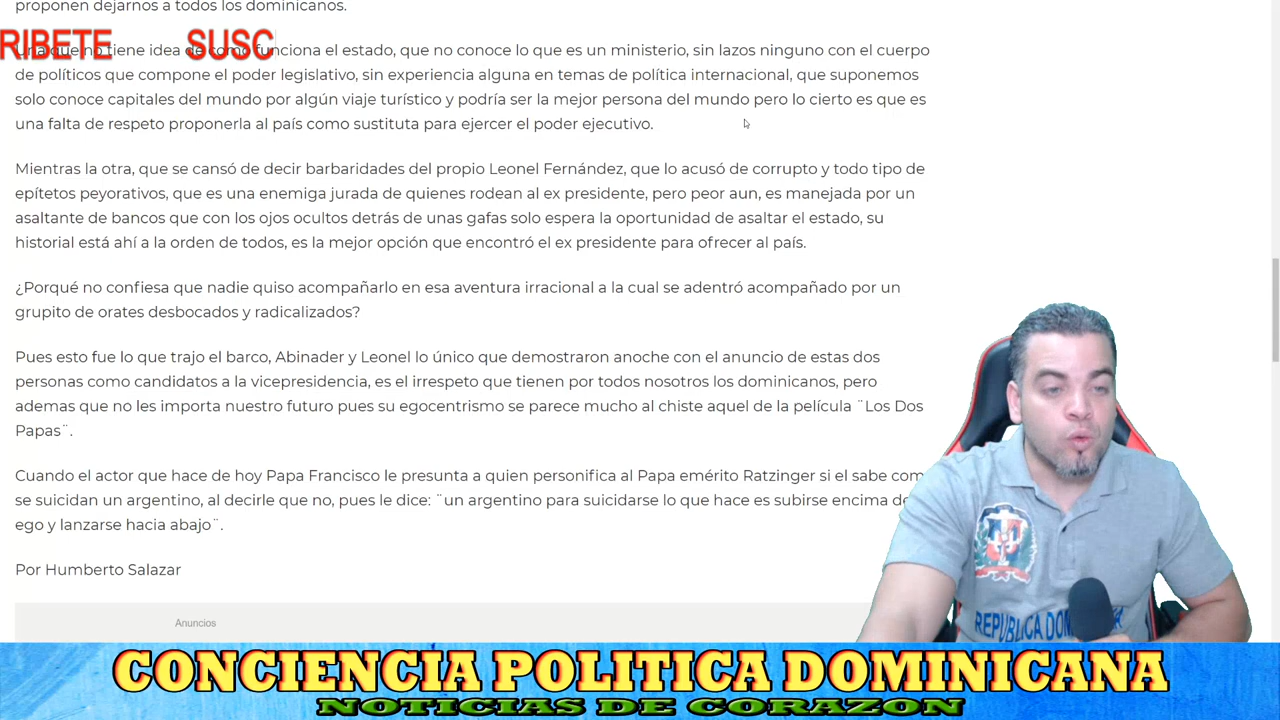 proponen dejarnos a todos los dominicanos.
RIBETE SUSC
Una que no tiene idea de como funciona el estado, que no conoce lo que es un ministerio, sin lazos ninguno con el cuerpo
de políticos que compone el poder legislativo, sin experiencia alguna en temas de política internacional, que suponemos
solo conoce capitales del mundo por algún viaje turístico y podría ser la mejor persona del mundo pero lo cierto es que es
una falta de respeto proponerla al país como sustituta para ejercer el poder ejecutivo.
Mientras la otra, que se cansó de decir barbaridades del propio Leonel Fernández, que lo acusó de corrupto y todo tipo de
epítetos peyorativos, que es una enemiga jurada de quienes rodean al ex presidente, pero peor aun, es manejada por un
asaltante de bancos que con los ojos ocultos detrás de unas gafas solo espera la oportunidad de asaltar el estado, su
historial está ahí a la orden de todos, es la mejor opción que encontró el ex presidente para ofrecer al país.
¿Porqué no confiesa que nadie quiso acompañarlo en esa aventura irracional a la cual se adentró acompañado por un
grupito de orates desbocados y radicalizados?
Pues esto fue lo que trajo el barco, Abinader y Leonel lo único que demostraron anoche con el anuncio de estas dos
personas como candidatos a la vicepresidencia, es el irrespeto que tienen por todos nosotros los dominicanos, pero
ademas que no les importa nuestro futuro pues su egocentrismo se parece mucho al chiste aquel de la película ¨Los Dos
Papas¨.
Cuando el actor que hace de hoy Papa Francisco le presunta a quien personifica al Papa emérito Ratzinger si el sabe com
se suicidan un argentino, al decirle que no, pues le dice: ¨un argentino para suicidarse lo que hace es subirse encima de
ego y lanzarse hacia abajo¨.
Por Humberto Salazar
Anuncios
REPUBLICA DOM
CONCIENCIA POLITICA DOMINICANA
NOTICIAS DE CORAZON